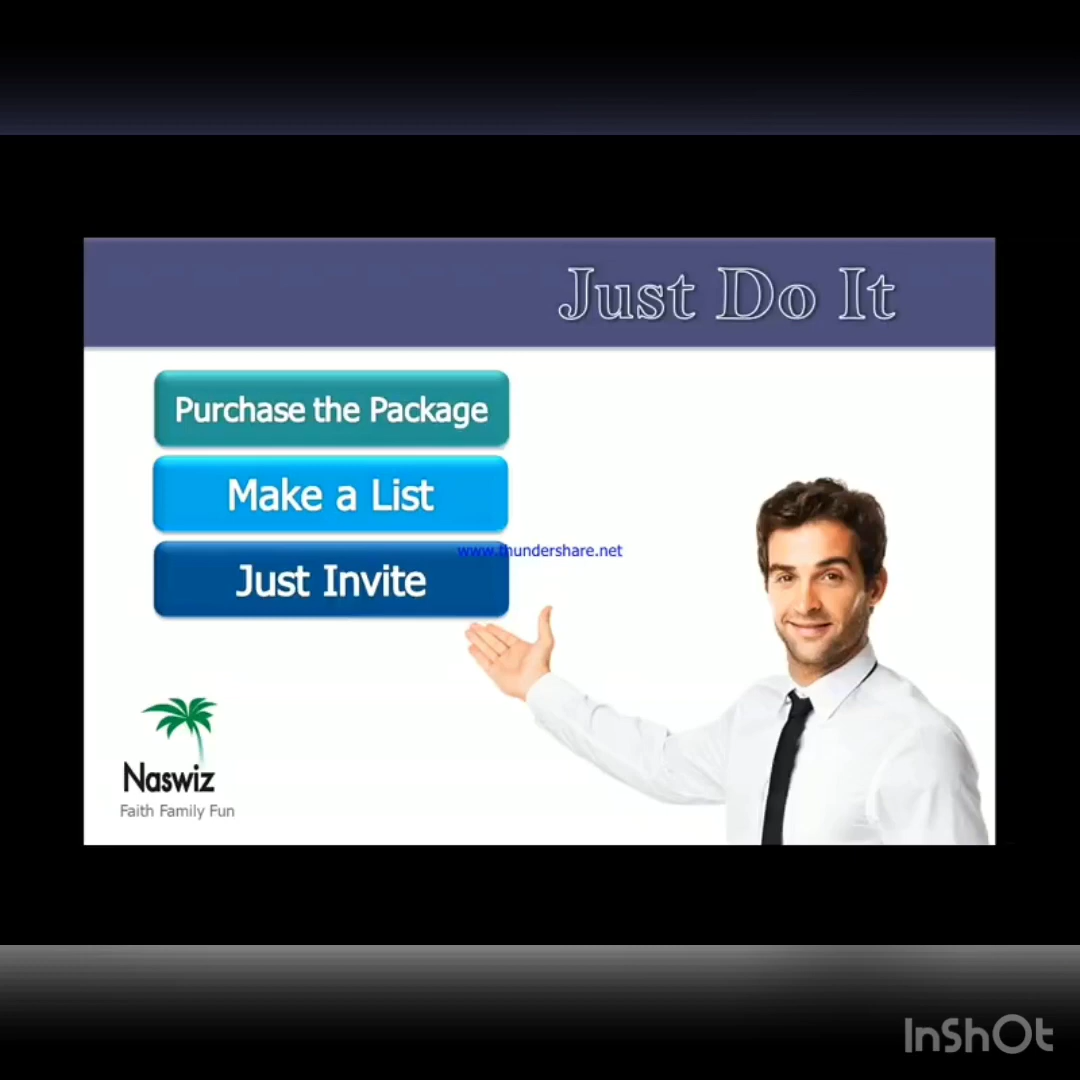 Just Do It
Purchase the Package
Make a List
www.thundershare.net
Just Invite
Naswiz
Faith Family Fun
InShOt